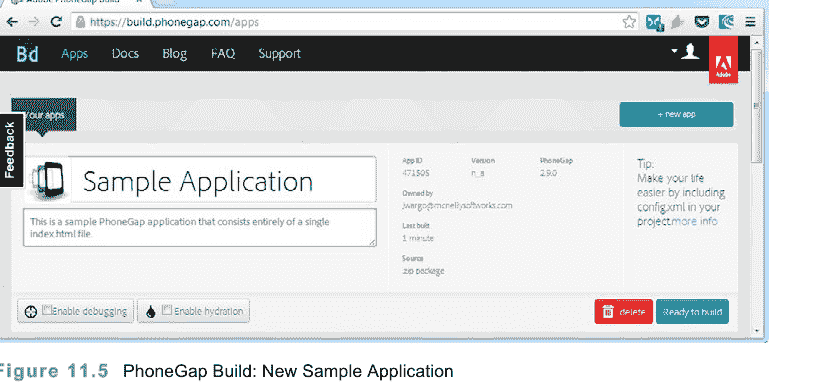 Adobe PhoneGap Build
https://build.phonegap.com/apps
Bd Apps Docs Blog FAQ Support
Adobe
Your apps
+ new app
Feedback
Sample Application
This is a sample PhoneGap application that consists entirely of a single
index.html file.
App ID Version PhoneGap
471505 n_a 2.9.0
Owned by
jwargo@mcnellysoftworks.com
Last built
1 minute
Source
.zip package
Tip:
Make your life
easier by including
config.xml in your
project.more info
Enable debugging
Enable hydration
delete
Ready to build
Figure 11.5 PhoneGap Build: New Sample Application